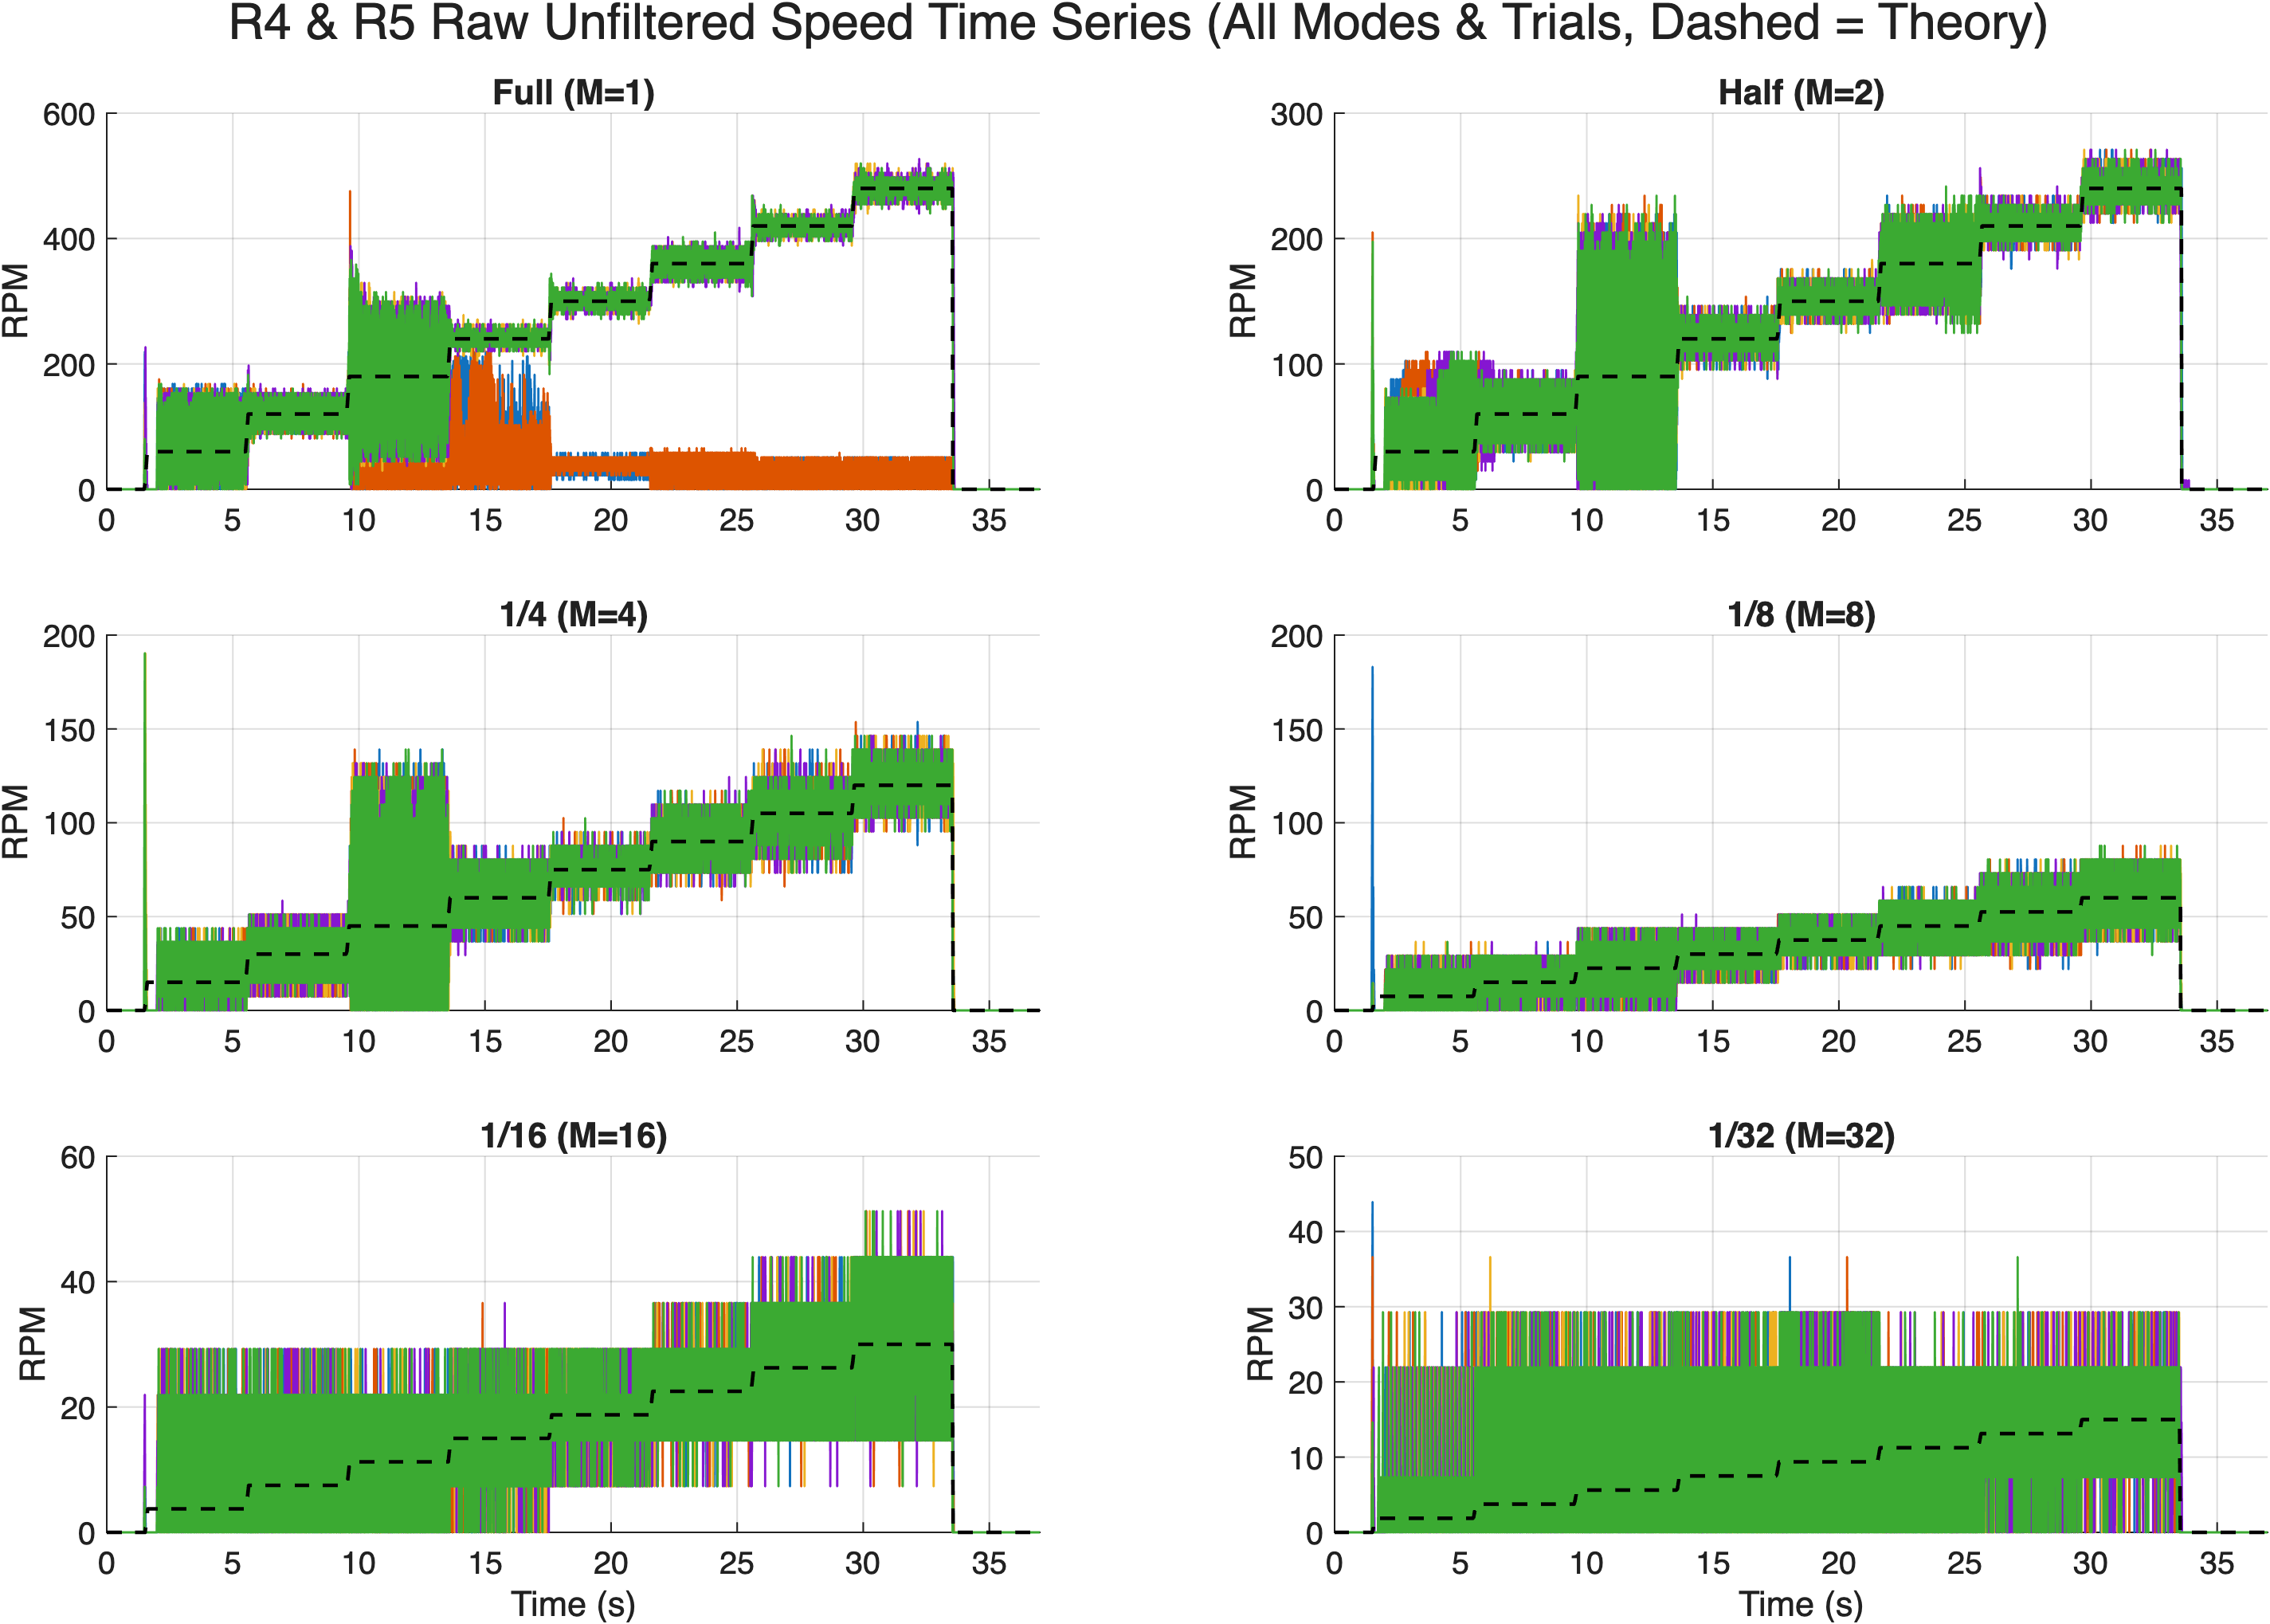 R4 & R5 Raw Unfiltered Speed Time Series (All Modes & Trials, Dashed = Theory)
Full (M=1)
600
400
200
0
RPM
0 5 10 15 20 25 30 35
Half (M=2)
300
200
100
0
RPM
0 5 10 15 20 25 30 35
1/4 (M=4)
200
150
100
50
0
RPM
0 5 10 15 20 25 30 35
1/8 (M=8)
200
150
100
50
0
RPM
0 5 10 15 20 25 30 35
1/16 (M=16)
60
40
20
0
RPM
0 5 10 15 20 25 30 35
Time (s)
1/32 (M=32)
50
40
30
20
10
0
RPM
0 5 10 15 20 25 30 35
Time (s)